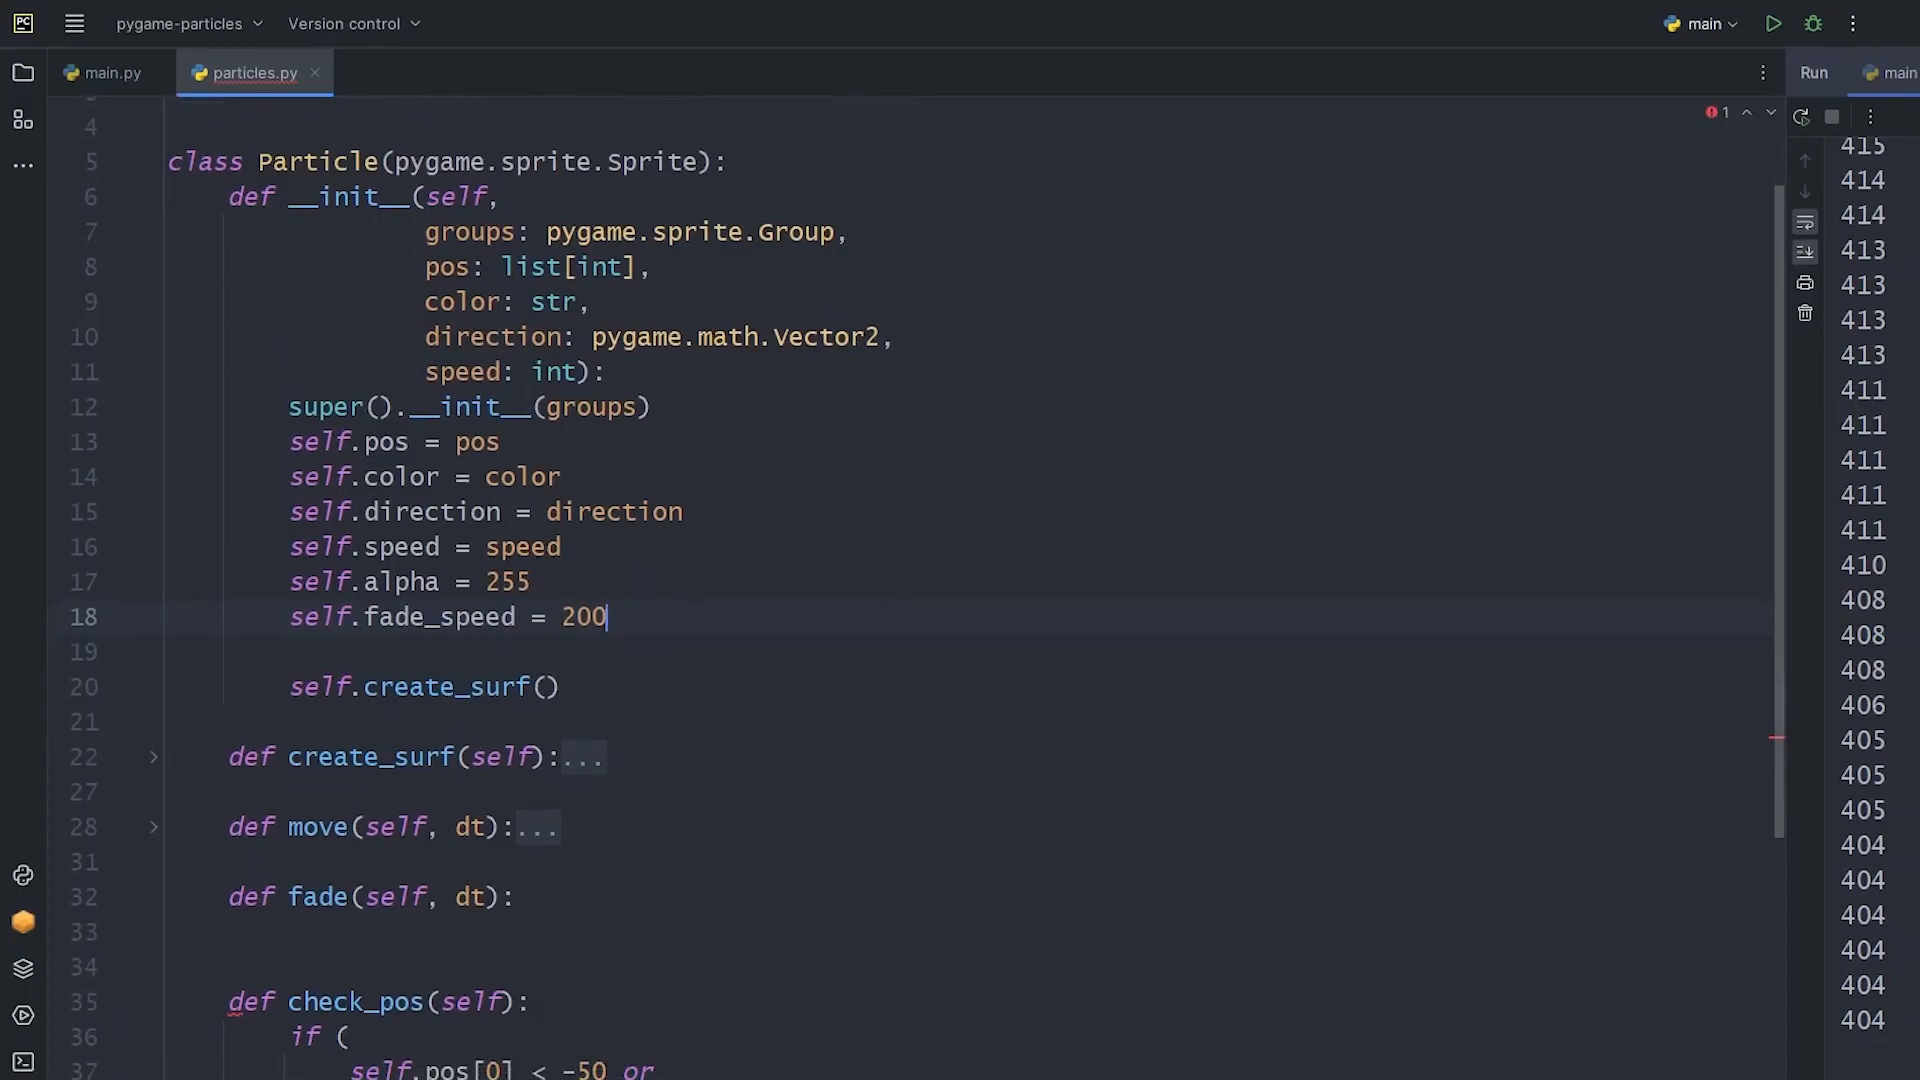 PC pygame-particles Version control main
main.py particles.py Run main
1
4
5 class Particle(pygame.sprite.Sprite):
6 def __init__(self,
7 groups: pygame.sprite.Group,
8 pos: list[int],
9 color: str,
10 direction: pygame.math.Vector2,
11 speed: int):
12 super().__init__(groups)
13 self.pos = pos
14 self.color = color
15 self.direction = direction
16 self.speed = speed
17 self.alpha = 255
18 self.fade_speed = 200
19
20 self.create_surf()
21
22 def create_surf(self):...
27
28 def move(self, dt):...
31
32 def fade(self, dt):
33
34
35 def check_pos(self):
36 if (
37 self.pos[0] < -50 or
415
414
414
413
413
413
413
411
411
411
411
411
410
408
408
408
406
405
405
405
404
404
404
404
404
404